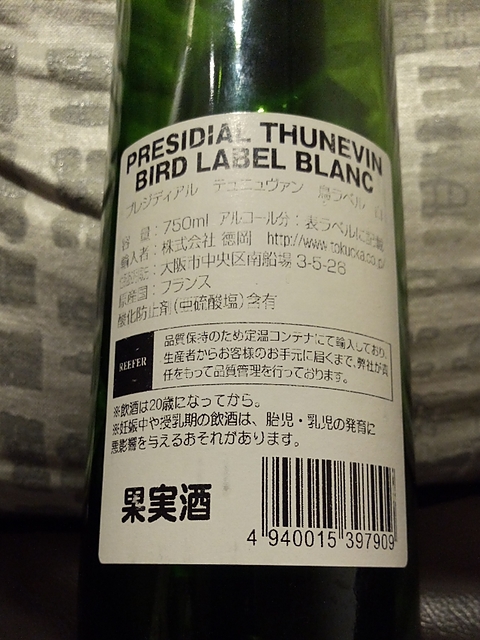 PRESIDIAL THUNEVIN
BIRD LABEL BLANC
プレジディアル テュニュヴァン 鳥ラベル 白
容 量：750ml アルコール分：表ラベルに記載
輸入者：株式会社 徳岡 http://www.tokuoka.co.jp/
大阪市中央区南船場 3-5-28
原産国：フランス
酸化防止剤(亜硫酸塩)含有
REEFER
品質保持のため定温コンテナにて輸入しており、
生産者からお客様のお手元に届くまで、弊社が責
任をもって品質管理を行っております。
※飲酒は20歳になってから。
※妊娠中や授乳期の飲酒は、胎児・乳児の発育に
悪影響を与えるおそれがあります。
果実酒
4 940015 397909